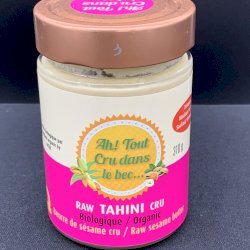 Ah! Tout
Cru dans
Ah! Tout
Cru dans
le bec...
370 g
RAW TAHINI CRU
Biologique / Organic
Beurre de sésame cru / Raw sesame butter